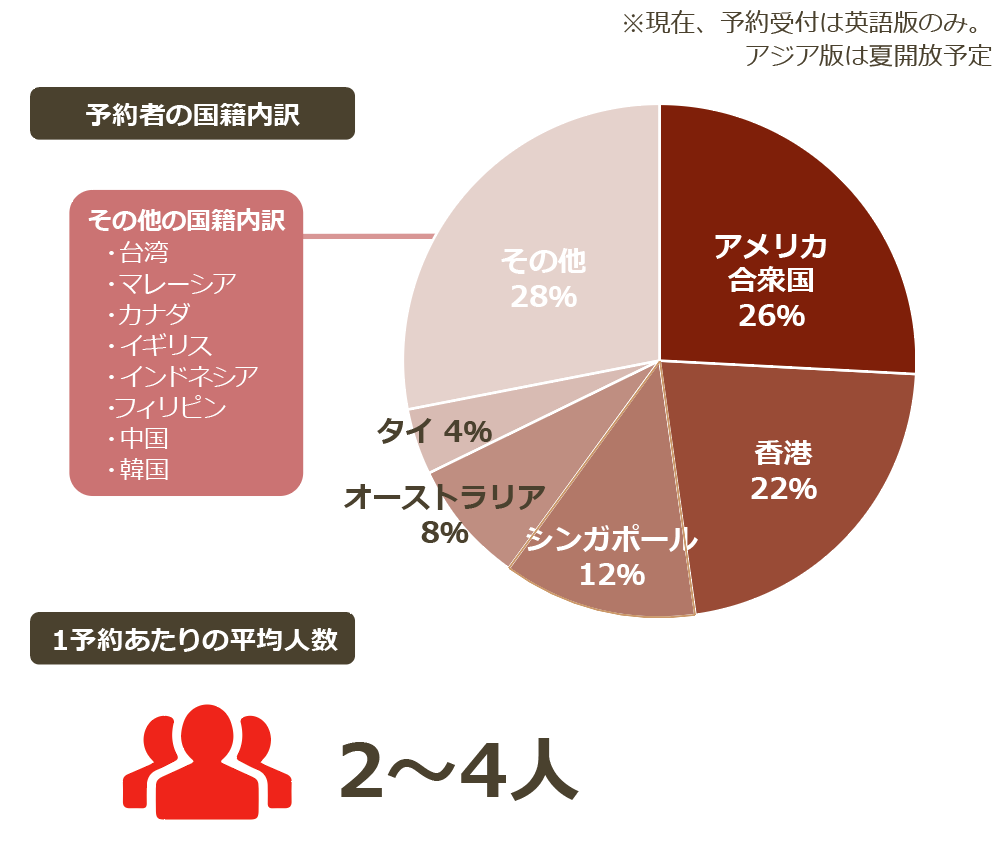 ※現在、予約受付は英語版のみ。
アジア版は夏開放予定
予約者の国籍内訳
その他の国籍内訳
・台湾
・マレーシア
・カナダ
・イギリス
・インドネシア
・フィリピン
・中国
・韓国
アメリカ
合衆国
26%
香港
22%
シンガポール
12%
オーストラリア
8%
タイ 4%
その他
28%
1予約あたりの平均人数
2〜4人